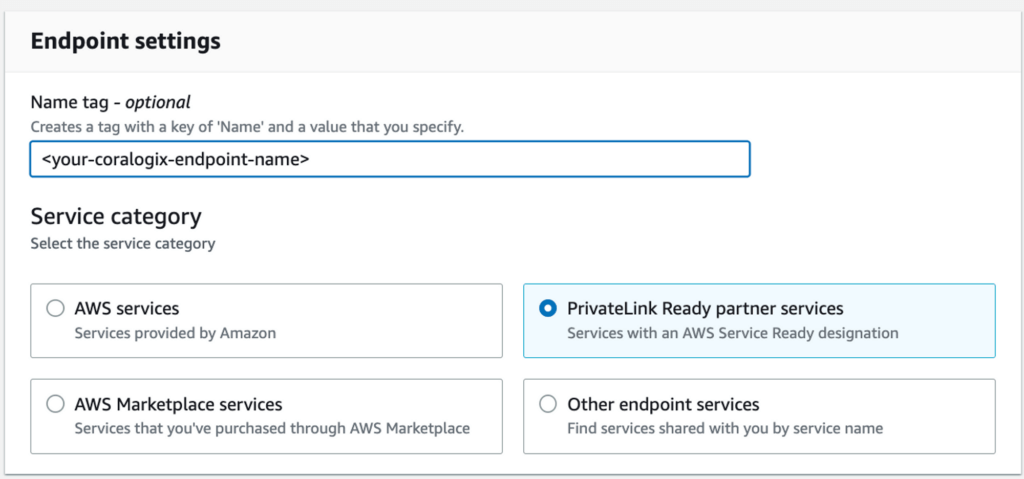 Endpoint settings
Name tag - optional
Creates a tag with a key of 'Name' and a value that you specify.
<your-coralogix-endpoint-name>
Service category
Select the service category
AWS services
Services provided by Amazon
PrivateLink Ready partner services
Services with an AWS Service Ready designation
AWS Marketplace services
Services that you've purchased through AWS Marketplace
Other endpoint services
Find services shared with you by service name